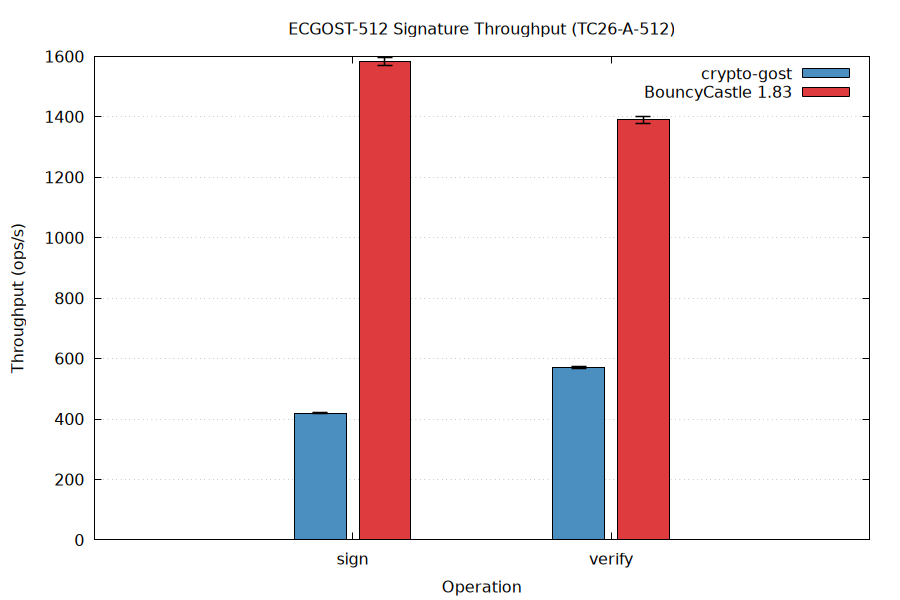 ECGOST-512 Signature Throughput (TC26-A-512)
1600
1400
1200
1000
800
600
400
200
0
Throughput (ops/s)
crypto-gost
BouncyCastle 1.83
sign
verify
Operation